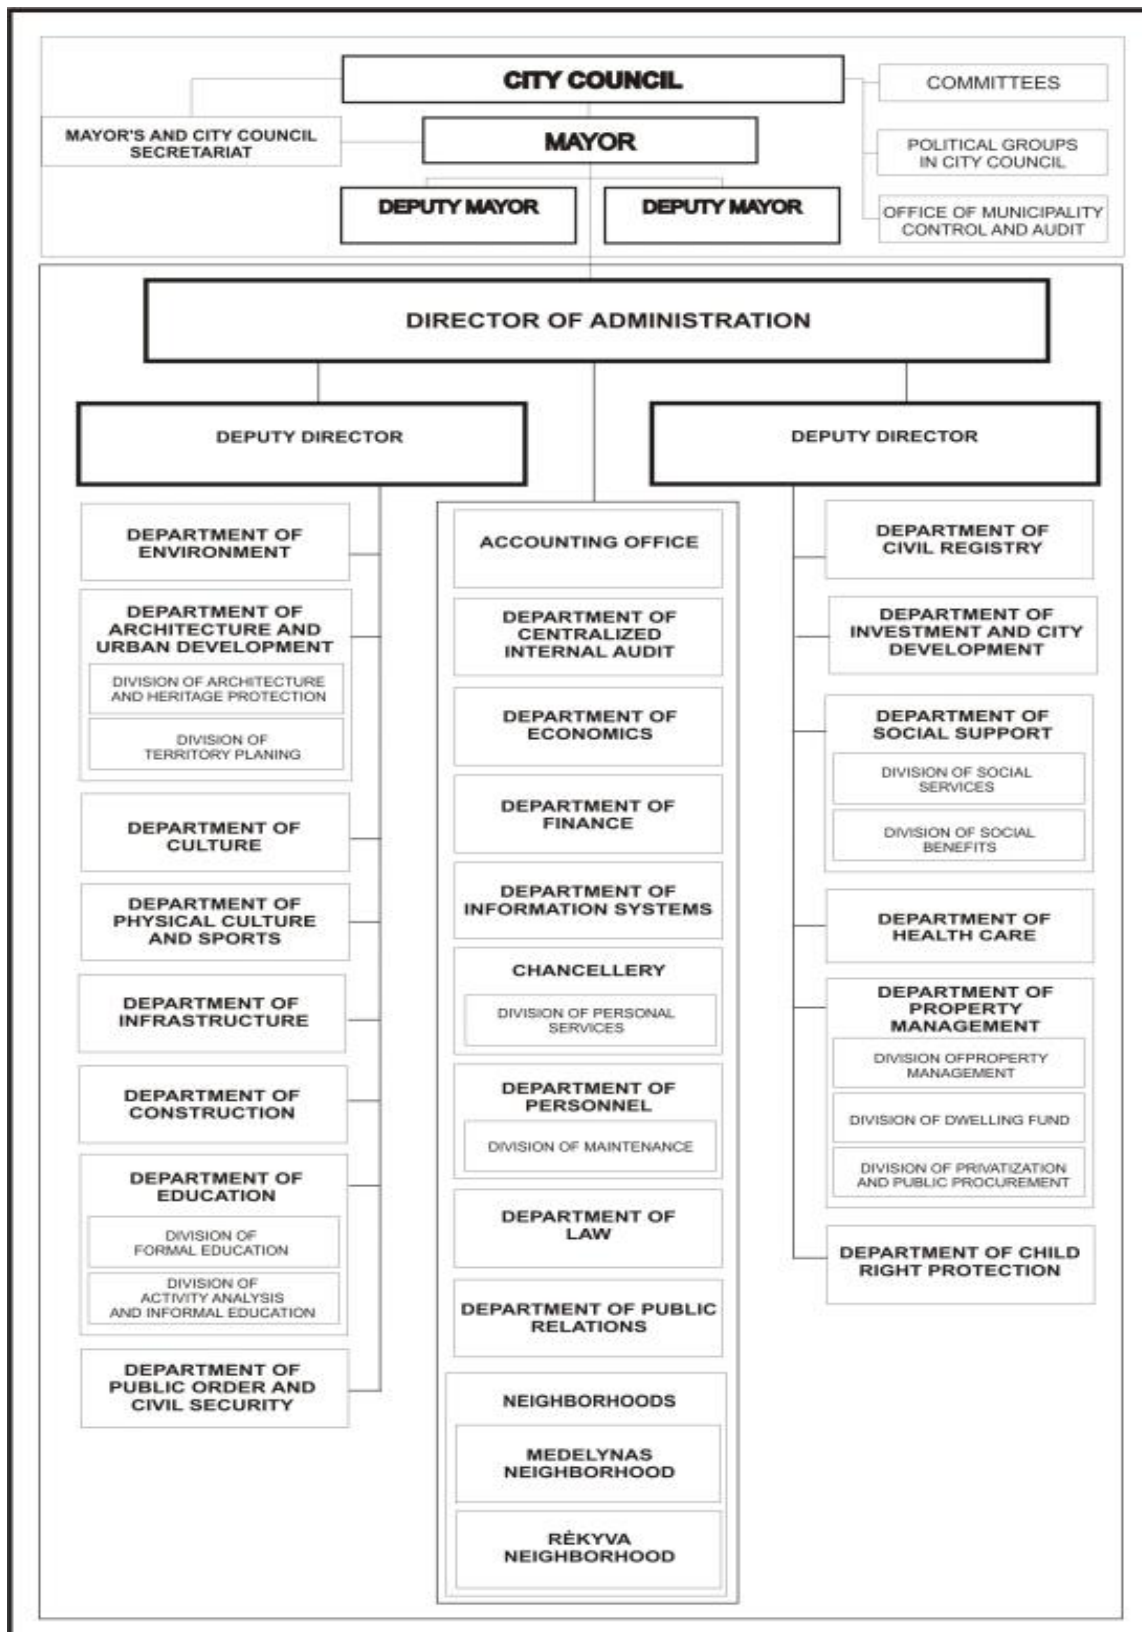 CITY COUNCIL
COMMITTEES
MAYOR'S AND CITY COUNCIL
SECRETARIAT
MAYOR
POLITICAL GROUPS
IN CITY COUNCIL
DEPUTY MAYOR
DEPUTY MAYOR
OFFICE OF MUNICIPALITY
CONTROL AND AUDIT
DIRECTOR OF ADMINISTRATION
DEPUTY DIRECTOR
DEPUTY DIRECTOR
DEPARTMENT OF
ENVIRONMENT
DEPARTMENT OF
ARCHITECTURE AND
URBAN DEVELOPMENT
DIVISION OF ARCHITECTURE
AND HERITAGE PROTECTION
DIVISION OF
TERRITORY PLANING
DEPARTMENT OF
CULTURE
DEPARTMENT OF
PHYSICAL CULTURE
AND SPORTS
DEPARTMENT OF
INFRASTRUCTURE
DEPARTMENT OF
CONSTRUCTION
DEPARTMENT OF
EDUCATION
DIVISION OF
FORMAL EDUCATION
DIVISION OF
ACTIVITY ANALYSIS
AND INFORMAL EDUCATION
DEPARTMENT OF
PUBLIC ORDER AND
CIVIL SECURITY
ACCOUNTING OFFICE
DEPARTMENT OF
CENTRALIZED
INTERNAL AUDIT
DEPARTMENT OF
ECONOMICS
DEPARTMENT OF
FINANCE
DEPARTMENT OF
INFORMATION SYSTEMS
CHANCELLERY
DIVISION OF PERSONAL
SERVICES
DEPARTMENT OF
PERSONNEL
DIVISION OF MAINTENANCE
DEPARTMENT OF
LAW
DEPARTMENT OF PUBLIC
RELATIONS
NEIGHBORHOODS
MEDELYNAS
NEIGHBORHOOD
RĖKYVA
NEIGHBORHOOD
DEPARTMENT OF
CIVIL REGISTRY
DEPARTMENT OF
INVESTMENT AND CITY
DEVELOPMENT
DEPARTMENT OF
SOCIAL SUPPORT
DIVISION OF SOCIAL
SERVICES
DIVISION OF SOCIAL
BENEFITS
DEPARTMENT OF
HEALTH CARE
DEPARTMENT OF
PROPERTY
MANAGEMENT
DIVISION OFPROPERTY
MANAGEMENT
DIVISION OF DWELLING FUND
DIVISION OF PRIVATIZATION
AND PUBLIC PROCUREMENT
DEPARTMENT OF CHILD
RIGHT PROTECTION